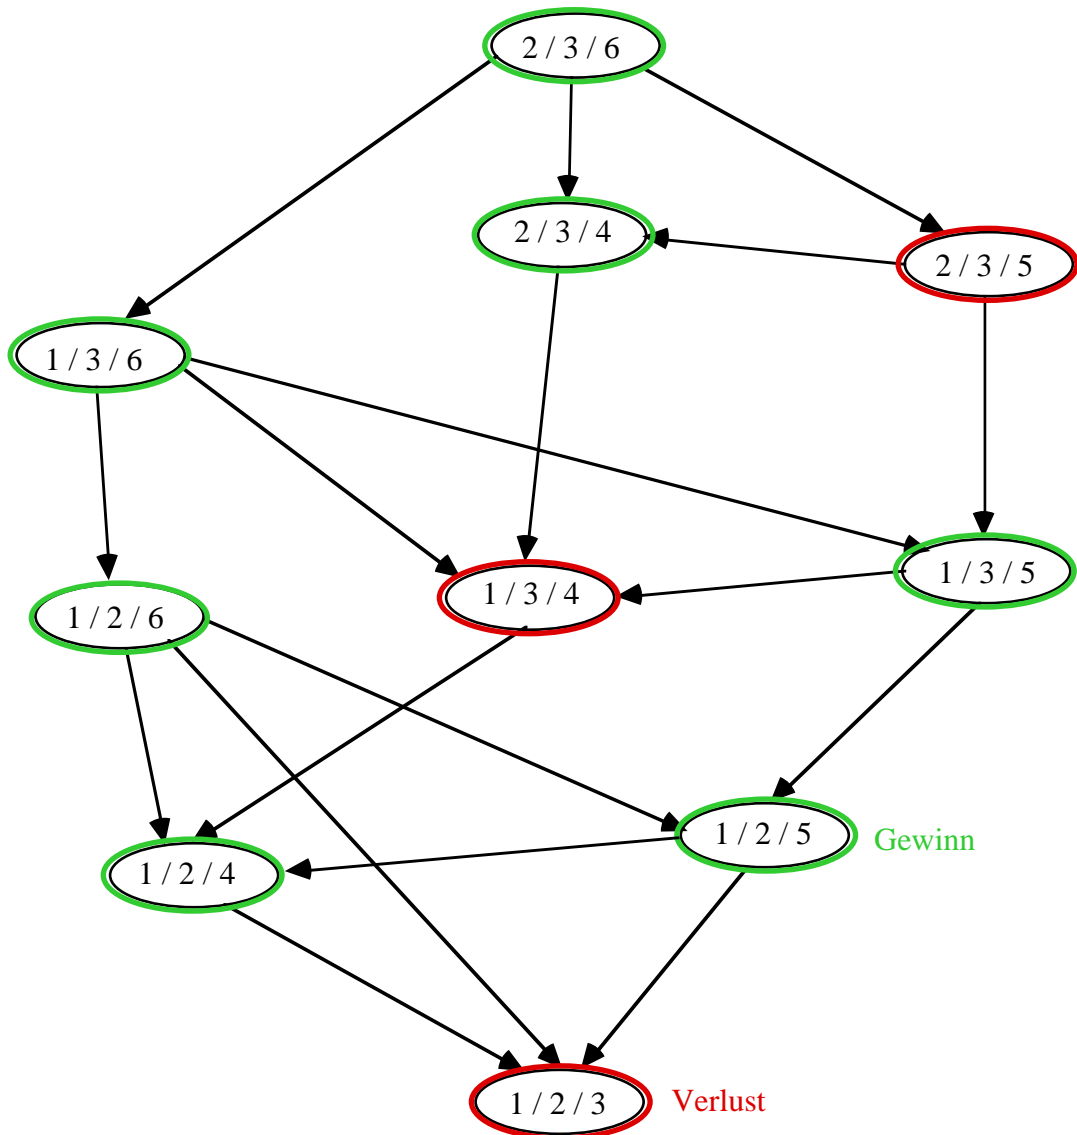 2 / 3 / 6
2 / 3 / 4
2 / 3 / 5
1 / 3 / 6
1 / 3 / 4
1 / 3 / 5
1 / 2 / 6
1 / 2 / 5
Gewinn
1 / 2 / 4
1 / 2 / 3
Verlust